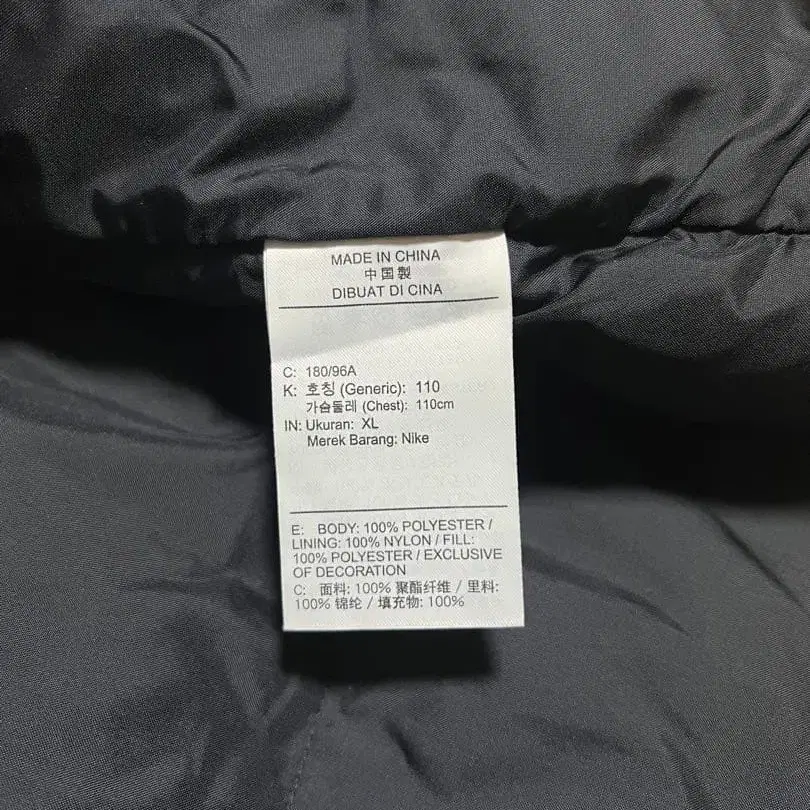 MADE IN CHINA
中国製
DIBUAT DI CINA
C: 180/96A
K: 호칭 (Generic): 110
가슴둘레 (Chest): 110cm
IN: Ukuran: XL
Merek Barang: Nike
E: BODY: 100% POLYESTER /
LINING: 100% NYLON / FILL:
100% POLYESTER / EXCLUSIVE
OF DECORATION
C: 面料: 100% 聚酯纤维 / 里料:
100% 锦纶 / 填充物: 100%